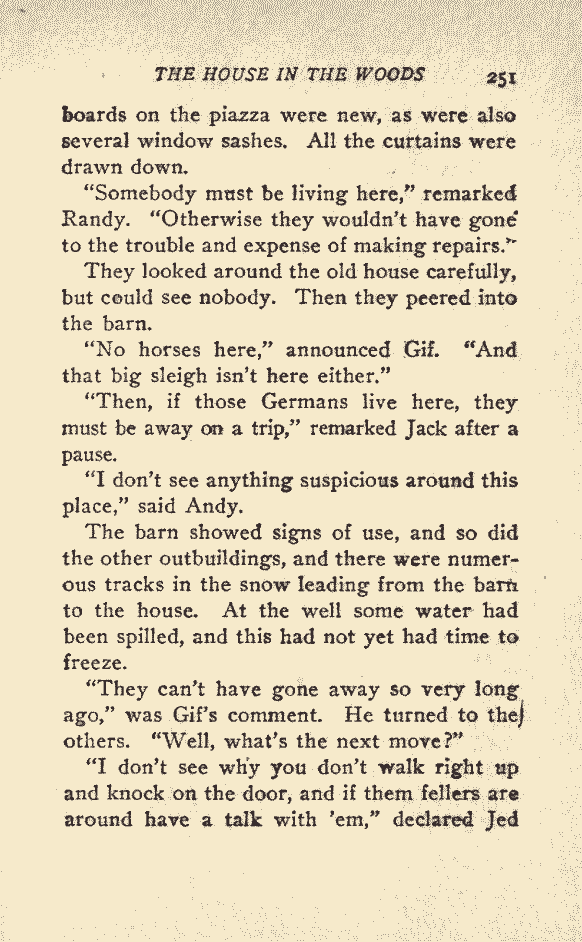 THE HOUSE IN THE WOODS 251
boards on the piazza were new, as were also
several window sashes. All the curtains were
drawn down.
“Somebody must be living here,” remarked
Randy. “Otherwise they wouldn’t have gone
to the trouble and expense of making repairs.”
They looked around the old house carefully,
but could see nobody. Then they peered into
the barn.
“No horses here,” announced Gif. “And
that big sleigh isn’t here either.”
“Then, if those Germans live here, they
must be away on a trip,” remarked Jack after a
pause.
“I don’t see anything suspicious around this
place,” said Andy.
The barn showed signs of use, and so did
the other outbuildings, and there were numer-
ous tracks in the snow leading from the barn
to the house. At the well some water had
been spilled, and this had not yet had time to
freeze.
“They can’t have gone away so very long
ago,” was Gif’s comment. He turned to the
others. “Well, what’s the next move?”
“I don’t see why you don’t walk right up
and knock on the door, and if them fellers are
around have a talk with ’em,” declared Jed